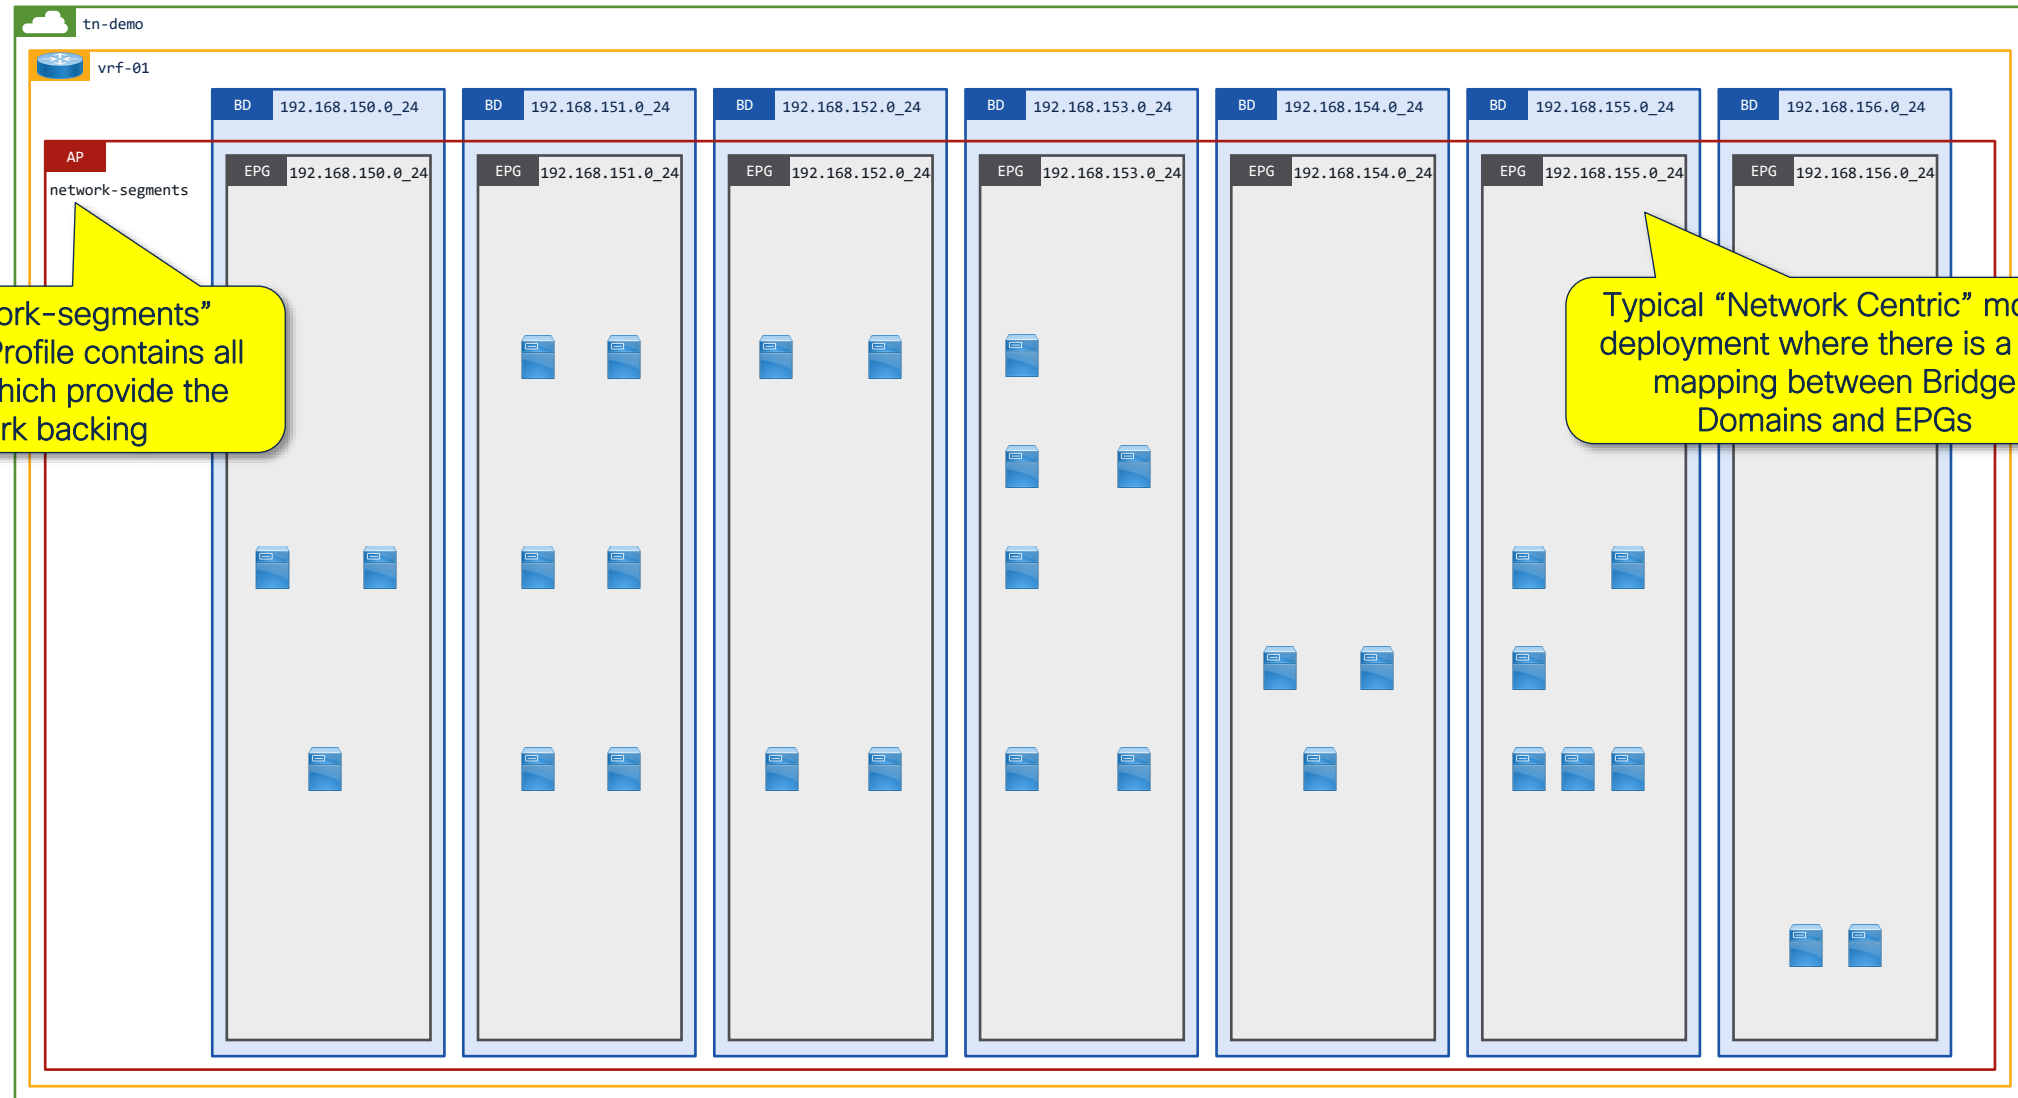 tn-demo
vrf-01
BD 192.168.150.0_24
BD 192.168.151.0_24
BD 192.168.152.0_24
BD 192.168.153.0_24
BD 192.168.154.0_24
BD 192.168.155.0_24
BD 192.168.156.0_24
AP
network-segments
EPG 192.168.150.0_24
EPG 192.168.151.0_24
EPG 192.168.152.0_24
EPG 192.168.153.0_24
EPG 192.168.154.0_24
EPG 192.168.155.0_24
EPG 192.168.156.0_24
ork-segments”
Profile contains all
hich provide the
rk backing
Typical “Network Centric” mo
deployment where there is a
mapping between Bridge
Domains and EPGs